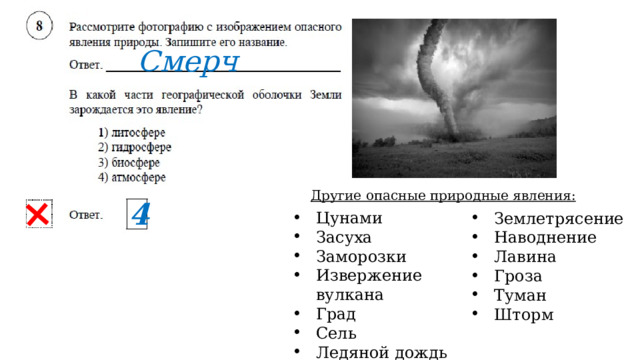 8
Рассмотрите фотографию с изображением опасного
явления природы. Запишите его название.
Ответ. Смерч
В какой части географической оболочки Земли
зарождается это явление?
1) литосфере
2) гидросфере
3) биосфере
4) атмосфере
Ответ. 4
Другие опасные природные явления:
• Цунами
• Засуха
• Заморозки
• Извержение
вулкана
• Град
• Сель
• Ледяной дождь
• Землетрясение
• Наводнение
• Лавина
• Гроза
• Туман
• Шторм